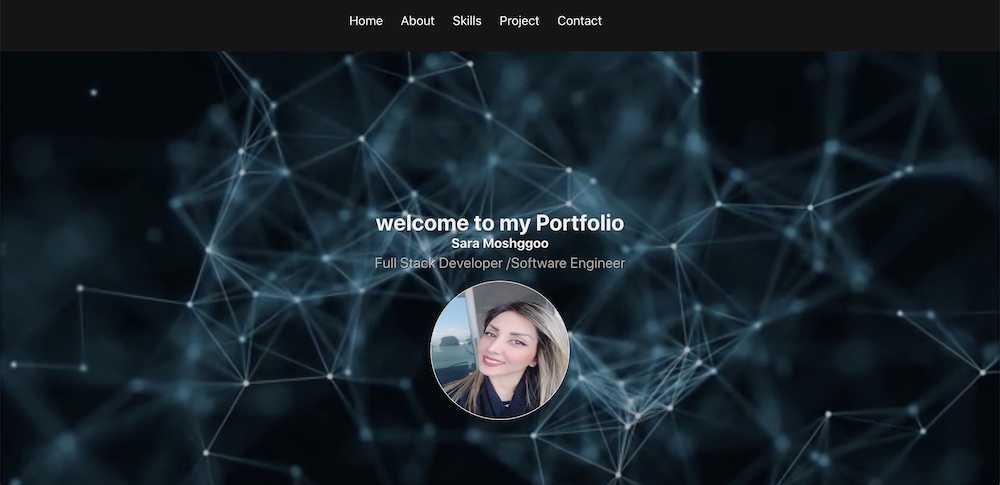 Home About Skills Project Contact
welcome to my Portfolio
Sara Moshggoo
Full Stack Developer /Software Engineer